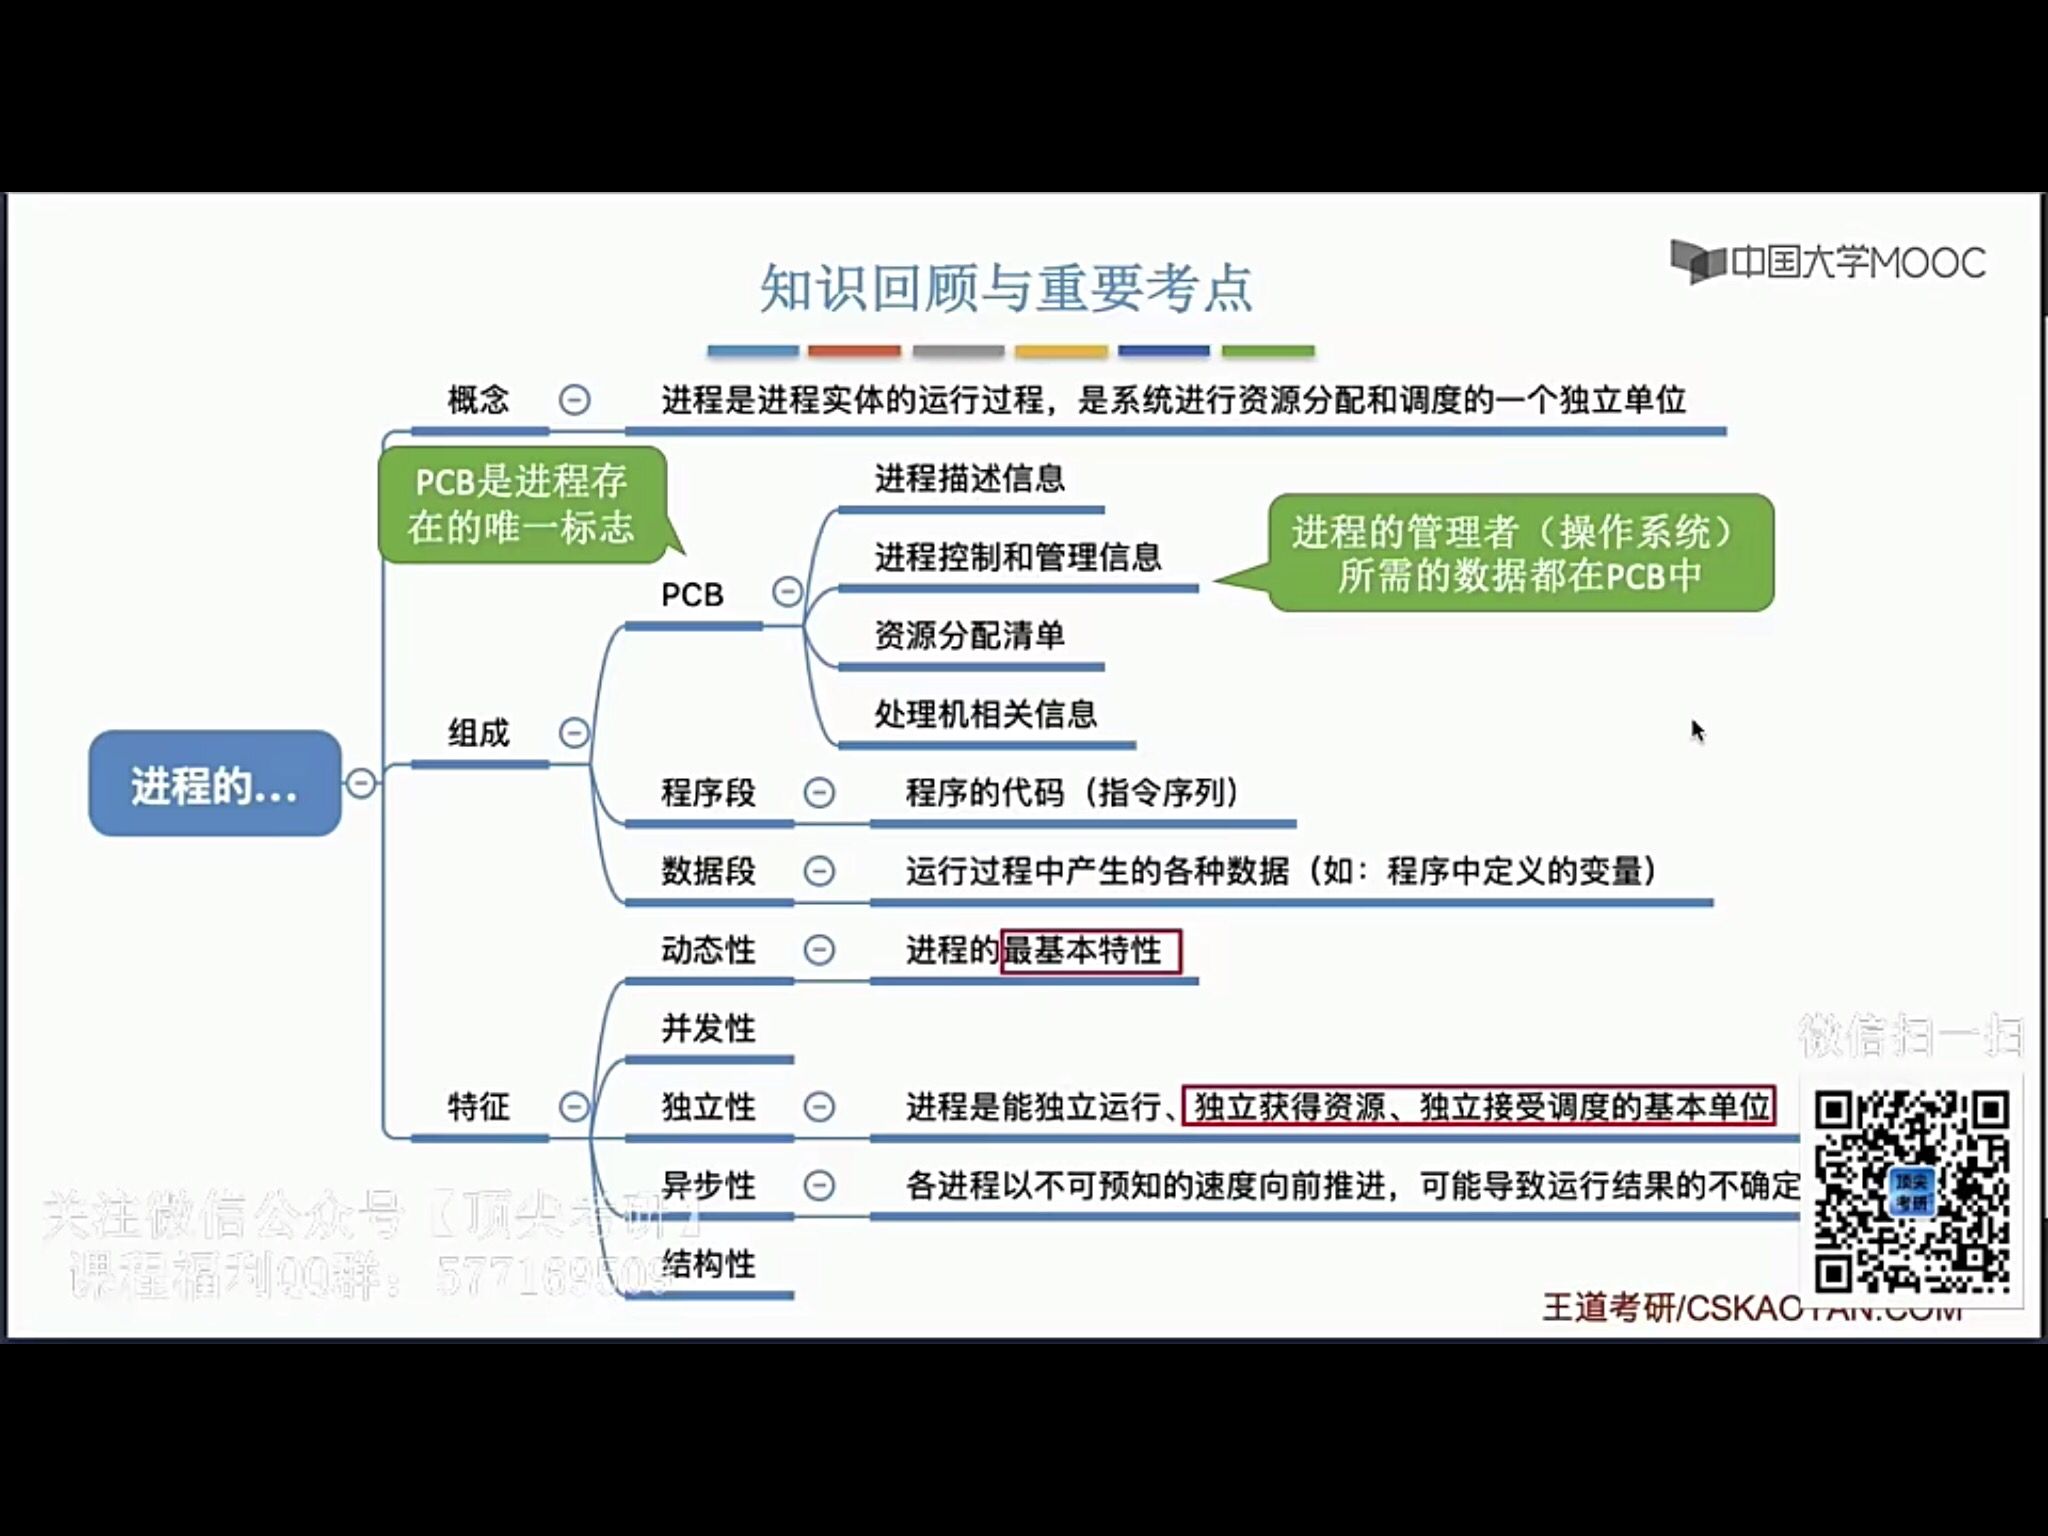 中国大学MOOC
知识回顾与重要考点
概念
进程是进程实体的运行过程，是系统进行资源分配和调度的一个独立单位
PCB是进程存
在的唯一标志
进程描述信息
进程的管理者（操作系统）
所需的数据都在PCB中
进程控制和管理信息
PCB
资源分配清单
处理机相关信息
组成
进程的...
程序段
程序的代码（指令序列）
数据段
运行过程中产生的各种数据（如：程序中定义的变量）
动态性
进程的最基本特性
并发性
微信扫一扫
特征
独立性
进程是能独立运行、独立获得资源、独立接受调度的基本单位
异步性
各进程以不可预知的速度向前推进，可能导致运行结果的不确定
顶尖
考研
关注微信公众号【顶尖考研】
课程福利QQ群：577169509
结构性
王道考研/CSKAOYAN.COM